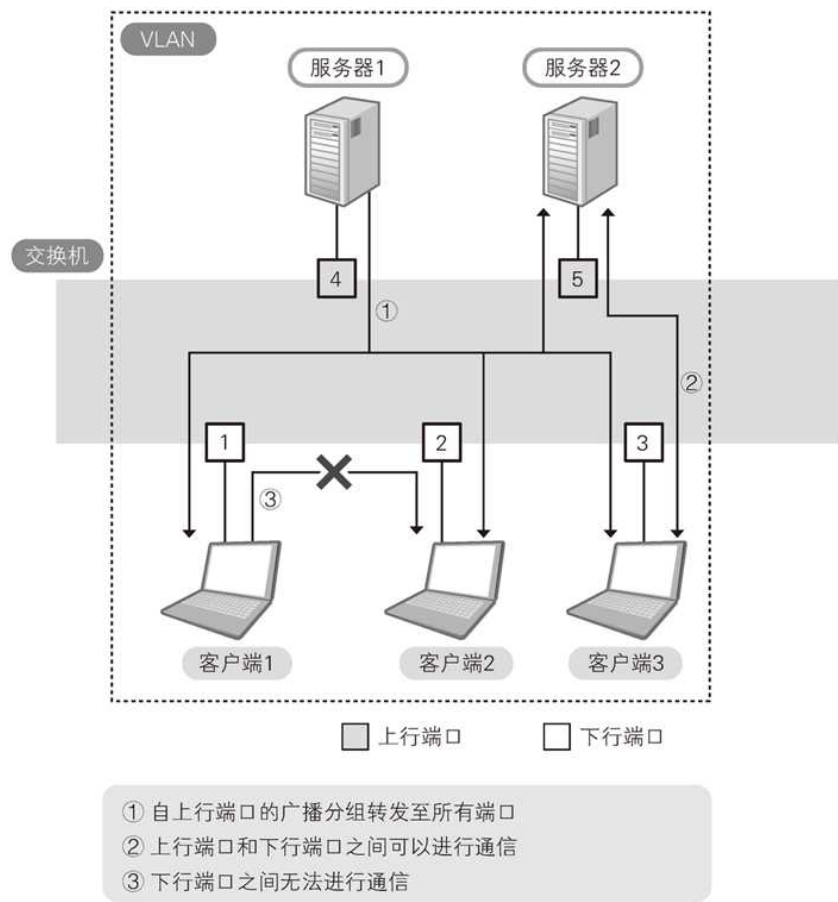 VLAN
服务器1
服务器2
交换机
4
5
①
②
1
2
3
③
客户端1
客户端2
客户端3
上行端口
下行端口
① 自上行端口的广播分组转发至所有端口
② 上行端口和下行端口之间可以进行通信
③ 下行端口之间无法进行通信